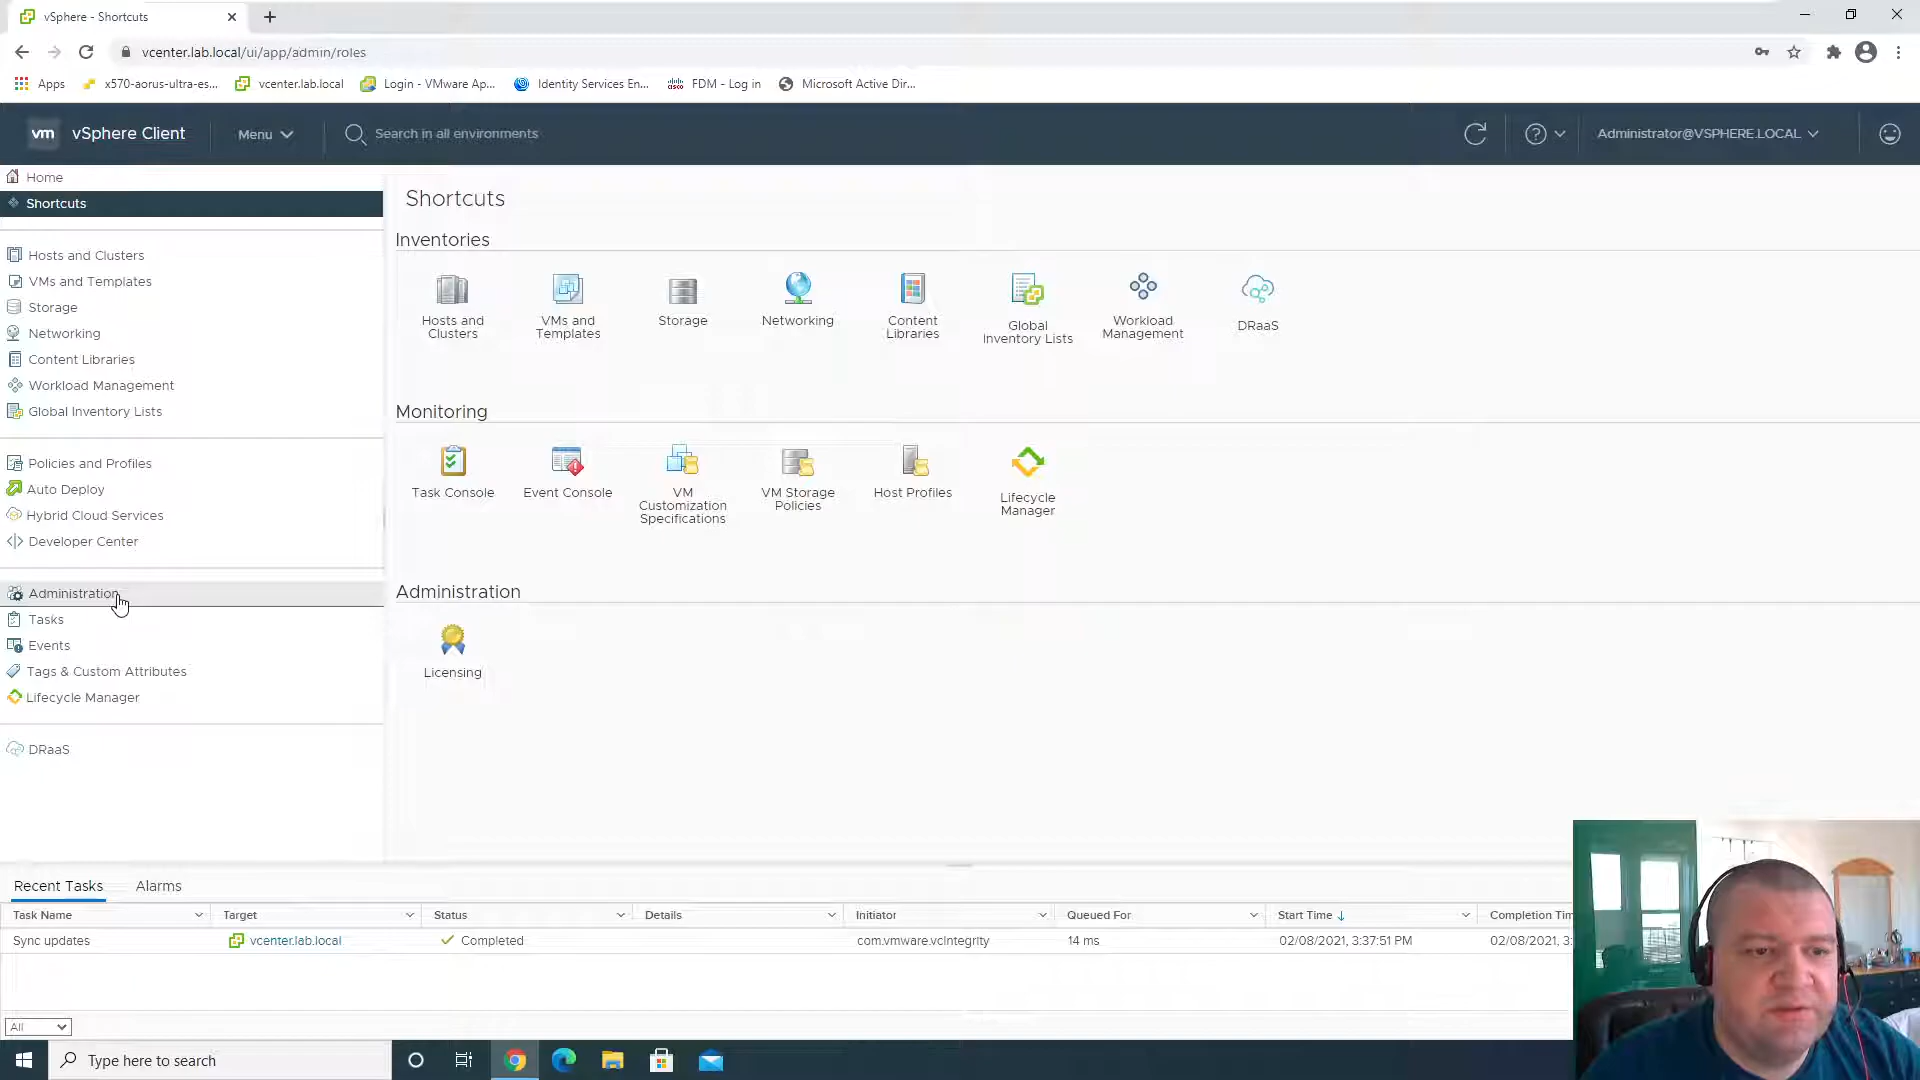 vSphere - Shortcuts
vcenter.lab.local/ui/app/admin/roles
Apps
x570-aorus-ultra-es...
vcenter.lab.local
Login - VMware Ap...
Identity Services En...
FDM - Log in
Microsoft Active Dir...
vm vSphere Client
Menu
Search in all environments
Administrator@VSPHERE.LOCAL
Home
Shortcuts
Hosts and Clusters
VMs and Templates
Storage
Networking
Content Libraries
Workload Management
Global Inventory Lists
Policies and Profiles
Auto Deploy
Hybrid Cloud Services
Developer Center
Administration
Tasks
Events
Tags & Custom Attributes
Lifecycle Manager
DRaaS
Shortcuts
Inventories
Hosts and
Clusters
VMs and
Templates
Storage
Networking
Content
Libraries
Global
Inventory Lists
Workload
Management
DRaaS
Monitoring
Task Console
Event Console
VM
Customization
Specifications
VM Storage
Policies
Host Profiles
Lifecycle
Manager
Administration
Licensing
Recent Tasks
Alarms
Task Name
Target
Status
Details
Initiator
Queued For
Start Time
Completion Tim
Sync updates
vcenter.lab.local
Completed
com.vmware.vcIntegrity
14 ms
02/08/2021, 3:37:51 PM
02/08/2021, 3:
All
Type here to search